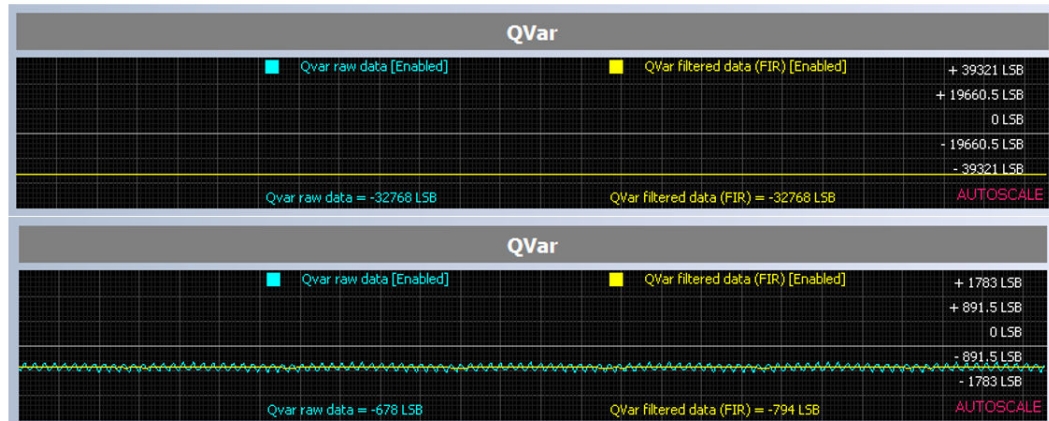 QVar
Qvar raw data [Enabled] QVar filtered data (FIR) [Enabled]
+ 39321 LSB
+ 19660.5 LSB
0 LSB
- 19660.5 LSB
- 39321 LSB
Qvar raw data = -32768 LSB QVar filtered data (FIR) = -32768 LSB AUTOSCALE
QVar
Qvar raw data [Enabled] QVar filtered data (FIR) [Enabled]
+ 1783 LSB
+ 891.5 LSB
0 LSB
- 891.5 LSB
- 1783 LSB
Qvar raw data = -678 LSB QVar filtered data (FIR) = -794 LSB AUTOSCALE